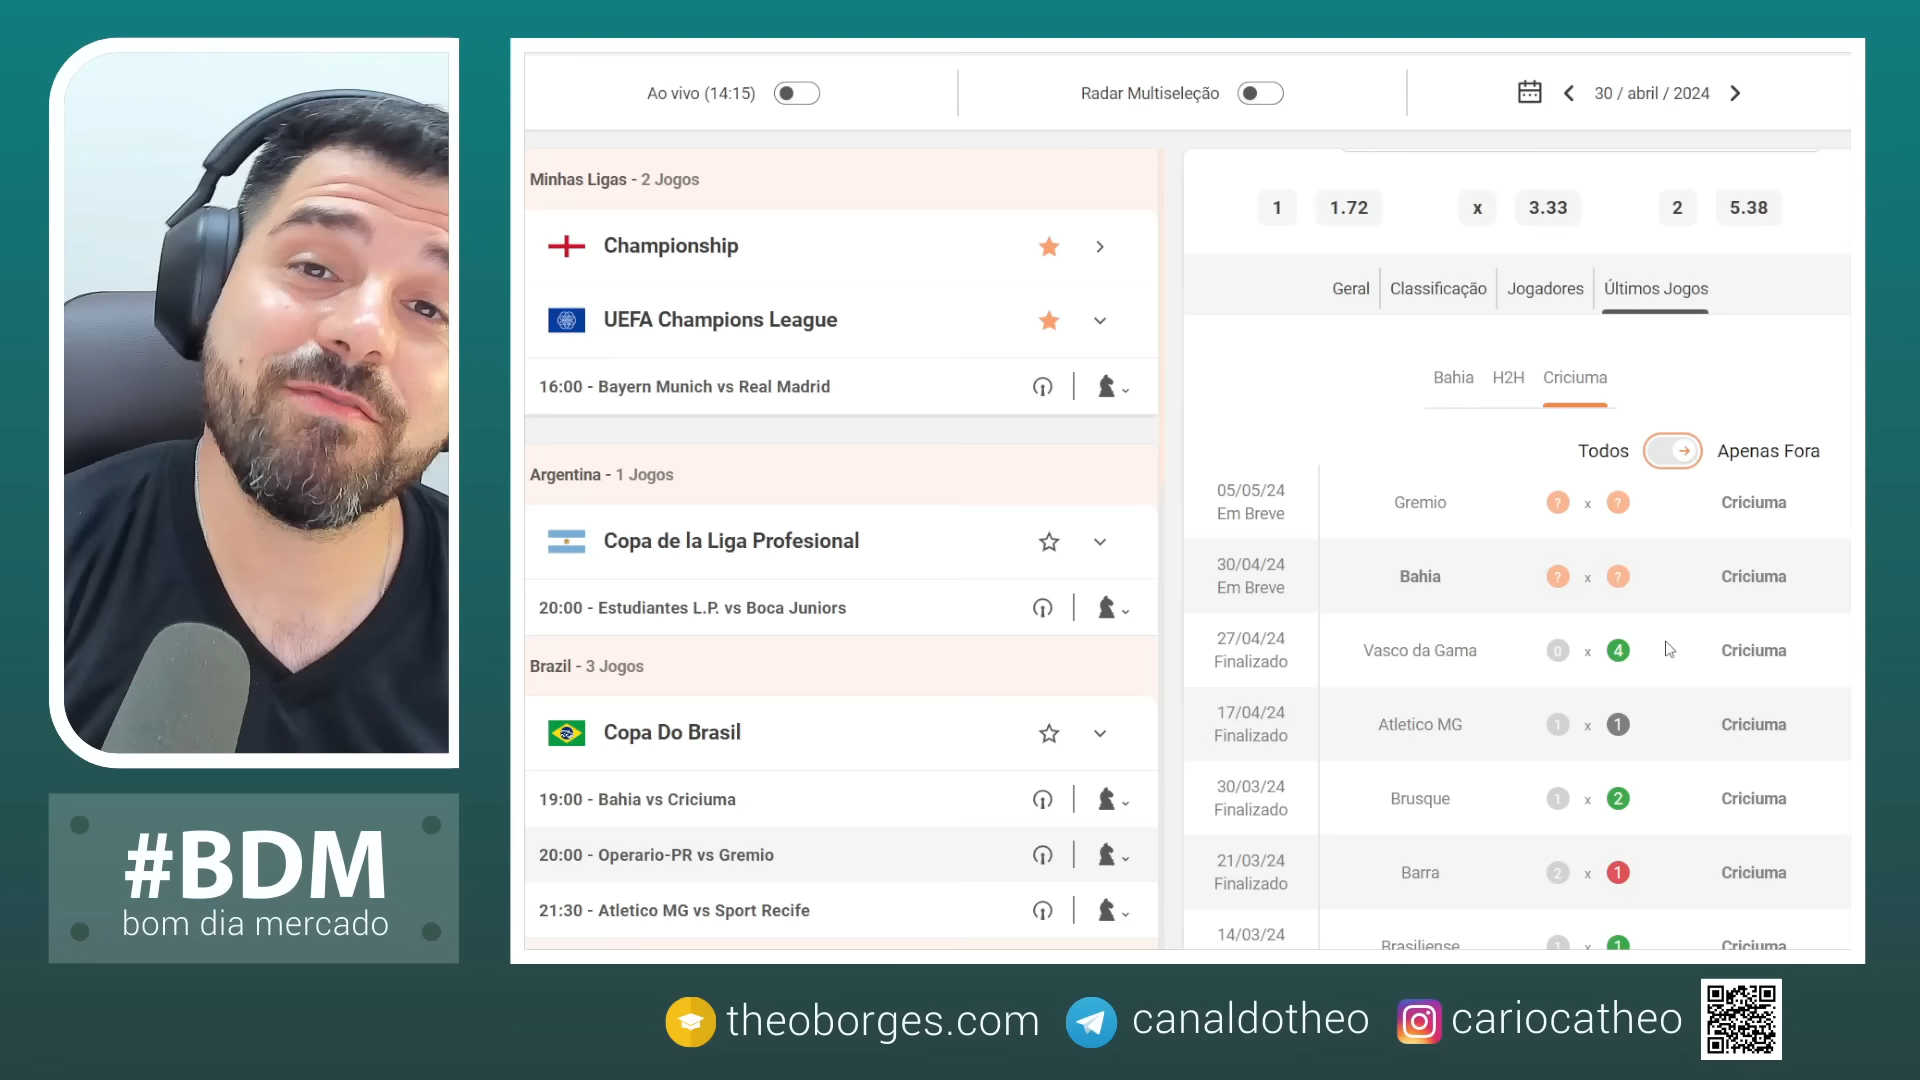 Ao vivo (14:15)
Radar Multiseleção
30 / abril / 2024
Minhas Ligas - 2 Jogos
Championship
UEFA Champions League
16:00 - Bayern Munich vs Real Madrid
Argentina - 1 Jogos
Copa de la Liga Profesional
20:00 - Estudiantes L.P. vs Boca Juniors
Brazil - 3 Jogos
Copa Do Brasil
19:00 - Bahia vs Criciuma
20:00 - Operario-PR vs Gremio
21:30 - Atletico MG vs Sport Recife
1 1.72 x 3.33 2 5.38
Geral Classificação Jogadores Últimos Jogos
Bahia H2H Criciuma
Todos Apenas Fora
05/05/24
Em Breve
Gremio ? x ? Criciuma
30/04/24
Em Breve
Bahia ? x ? Criciuma
27/04/24
Finalizado
Vasco da Gama 0 x 4 Criciuma
17/04/24
Finalizado
Atletico MG 1 x 1 Criciuma
30/03/24
Finalizado
Brusque 1 x 2 Criciuma
21/03/24
Finalizado
Barra 2 x 1 Criciuma
14/03/24
Brasiliense 1 x 1 Criciuma
#BDM
bom dia mercado
theoborges.com
canaldotheo
cariocatheo